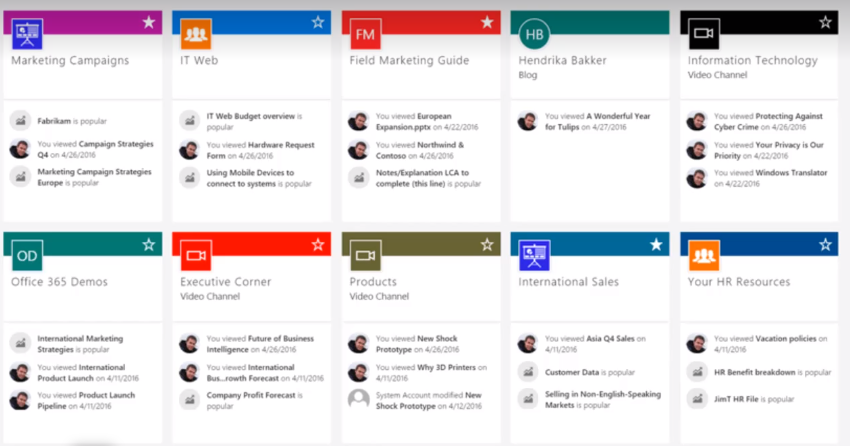 Marketing Campaigns
Fabrikam is popular
You viewed Campaign Strategies
Q4 on 4/26/2016
Marketing Campaign Strategies
Europe is popular
IT Web
IT Web Budget overview is
popular
You viewed Hardware Request
Form on 4/26/2016
Using Mobile Devices to
connect to systems is popular
FM
Field Marketing Guide
You viewed European
Expansion.pptx on 4/22/2016
You viewed Northwind &
Contoso on 4/26/2016
Notes/Explanation LCA to
complete (this line) is popular
HB
Hendrika Bakker
Blog
You viewed A Wonderful Year
for Tulips on 4/27/2016
Information Technology
Video Channel
You viewed Protecting Against
Cyber Crime on 4/26/2016
You viewed Your Privacy is Our
Priority on 4/22/2016
You viewed Windows Translator
on 4/22/2016
OD
Office 365 Demos
International Marketing
Strategies is popular
You viewed International
Product Launch on 4/11/2016
You viewed Product Launch
Pipeline on 4/11/2016
Executive Corner
Video Channel
You viewed Future of Business
Intelligence on 4/26/2016
You viewed International
Bus...rowth Forecast on 4/11/2016
Company Profit Forecast is
popular
Products
Video Channel
You viewed New Shock
Prototype on 4/26/2016
You viewed Why 3D Printers on
4/11/2016
System Account modified New
Shock Prototype on 4/12/2016
International Sales
You viewed Asia Q4 Sales on
4/11/2016
Customer Data is popular
Selling in Non-English-Speaking
Markets is popular
Your HR Resources
You viewed Vacation policies on
4/11/2016
HR Benefit breakdown is popular
JimT HR File is popular